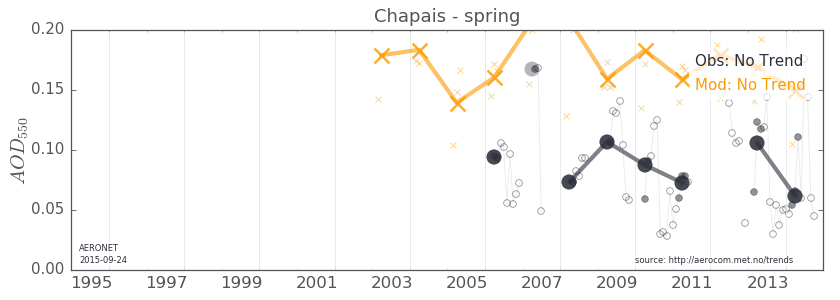 Chapais - spring
0.20
0.15
0.10
0.05
0.00
AOD550
Obs: No Trend
Mod: No Trend
AERONET
2015-09-24
source: http://aerocom.met.no/trends
1995 1997 1999 2001 2003 2005 2007 2009 2011 2013